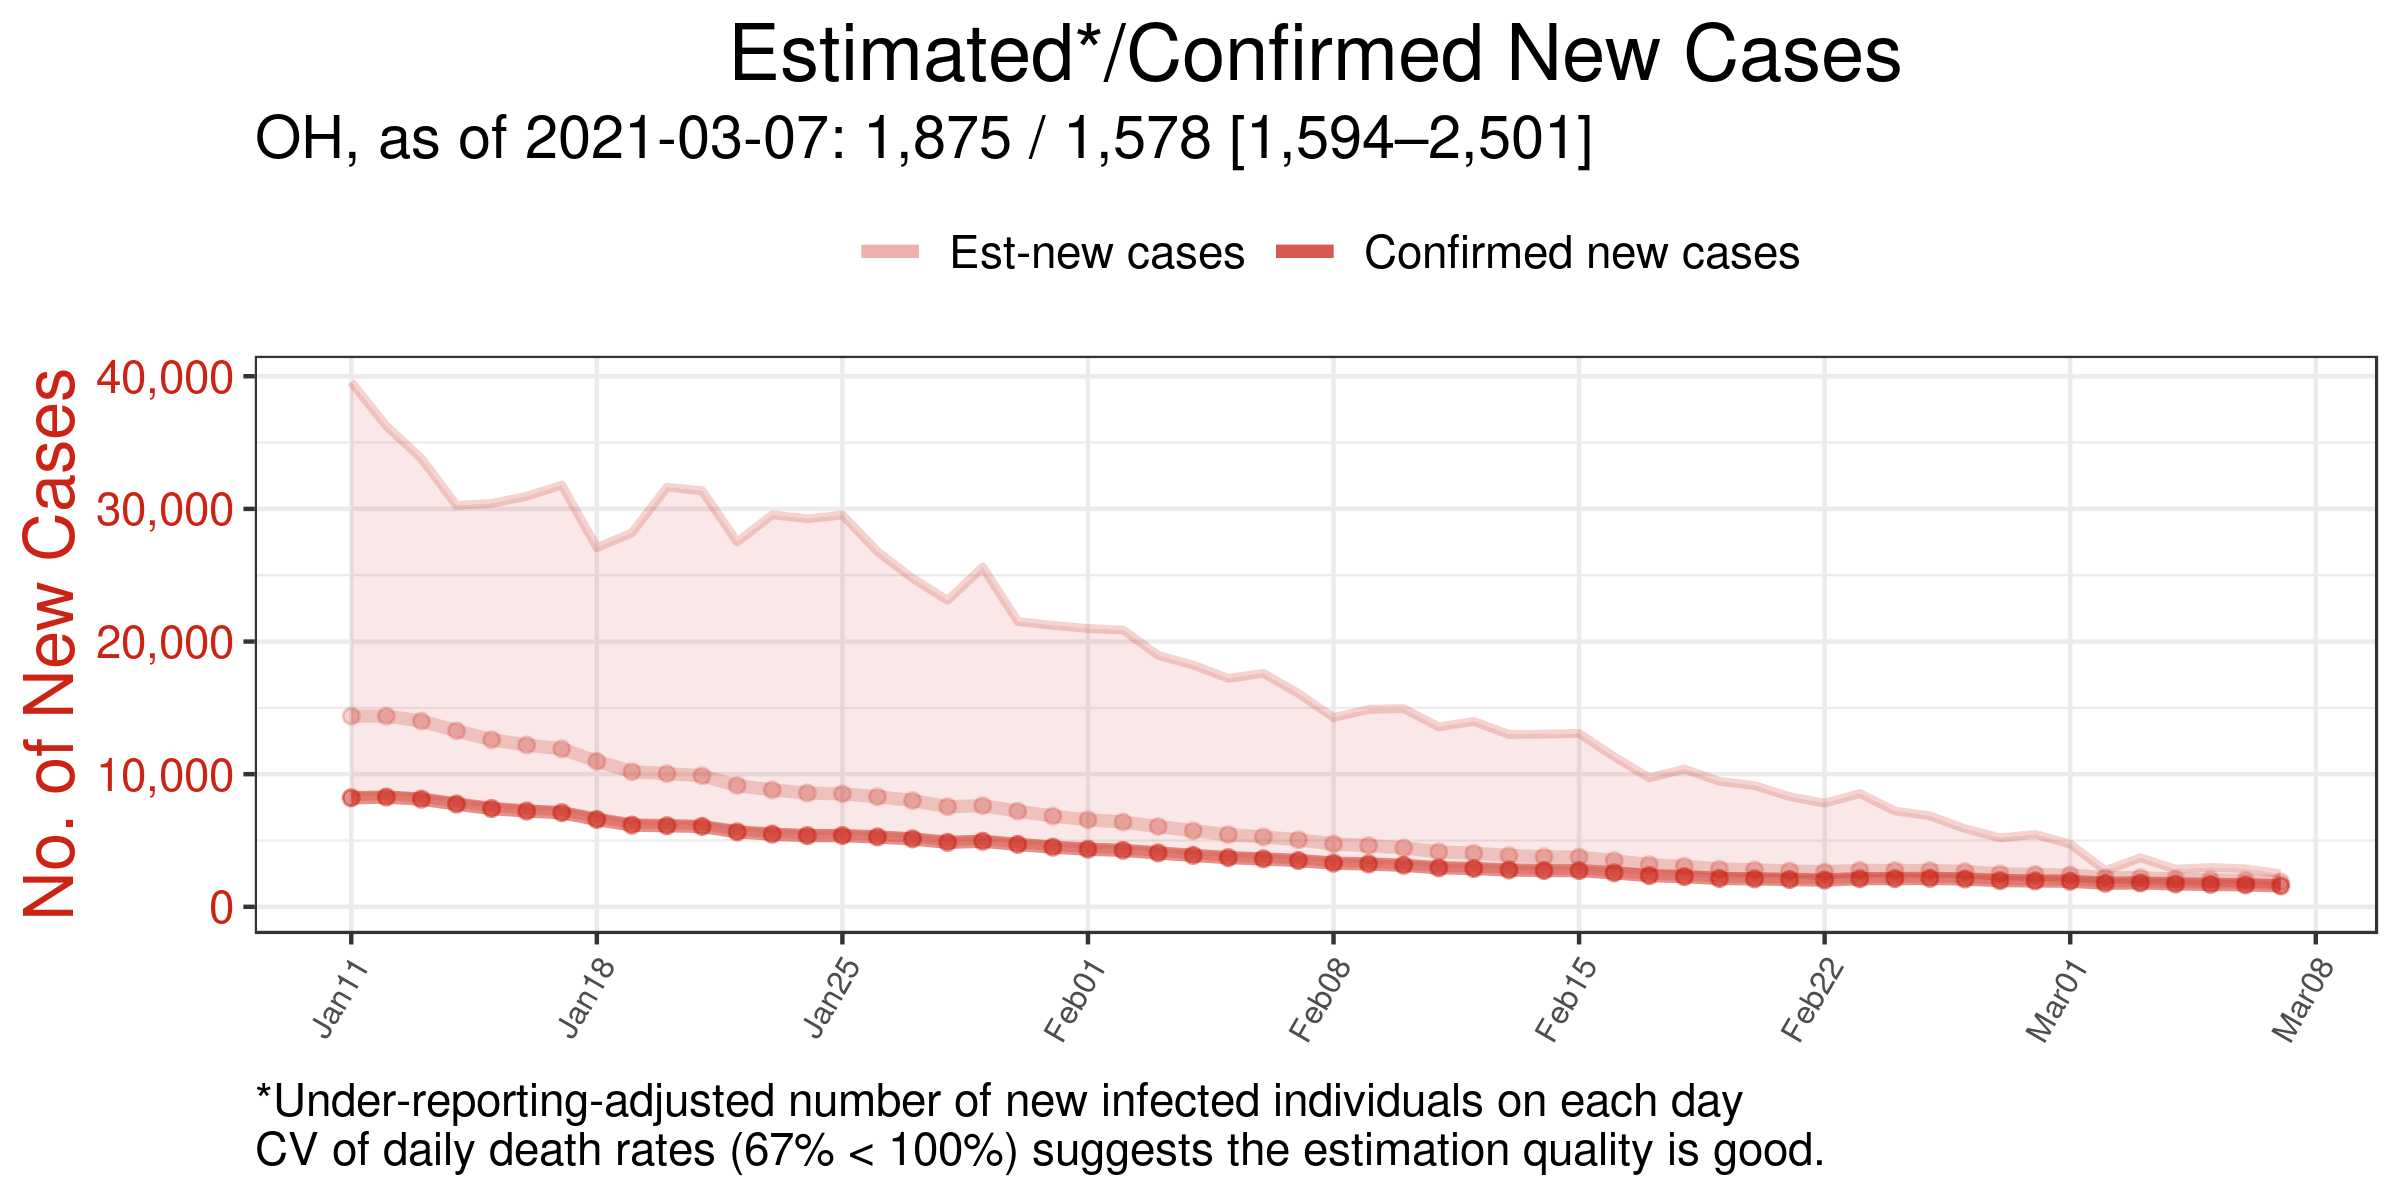 Estimated*/Confirmed New Cases
OH, as of 2021-03-07: 1,875 / 1,578 [1,594–2,501]
Est-new cases
Confirmed new cases
No. of New Cases
40,000
30,000
20,000
10,000
0
Jan11
Jan18
Jan25
Feb01
Feb08
Feb15
Feb22
Mar01
Mar08
*Under-reporting-adjusted number of new infected individuals on each day
CV of daily death rates (67% < 100%) suggests the estimation quality is good.